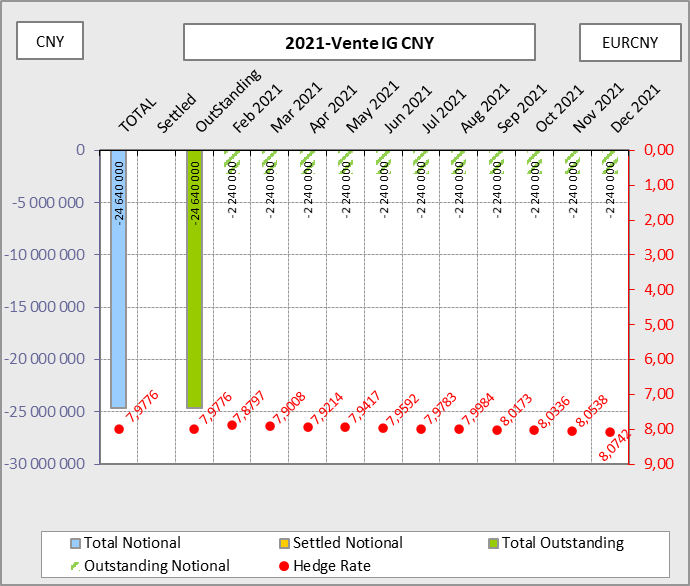 CNY
2021-Vente IG CNY
EURCNY
TOTAL
Settled
OutStanding
Feb 2021
Mar 2021
Apr 2021
May 2021
Jun 2021
Jul 2021
Aug 2021
Sep 2021
Oct 2021
Nov 2021
Dec 2021
0
-5 000 000
-10 000 000
-15 000 000
-20 000 000
-25 000 000
-30 000 000
0,00
1,00
2,00
3,00
4,00
5,00
6,00
7,00
8,00
9,00
-24 640 000
-24 640 000
-2 240 000
-2 240 000
-2 240 000
-2 240 000
-2 240 000
-2 240 000
-2 240 000
-2 240 000
-2 240 000
-2 240 000
-2 240 000
7,9776
7,9776
7,8797
7,9008
7,9214
7,9417
7,9592
7,9783
7,9984
8,0173
8,0336
8,0538
8,0742
Total Notional
Settled Notional
Total Outstanding
Outstanding Notional
Hedge Rate